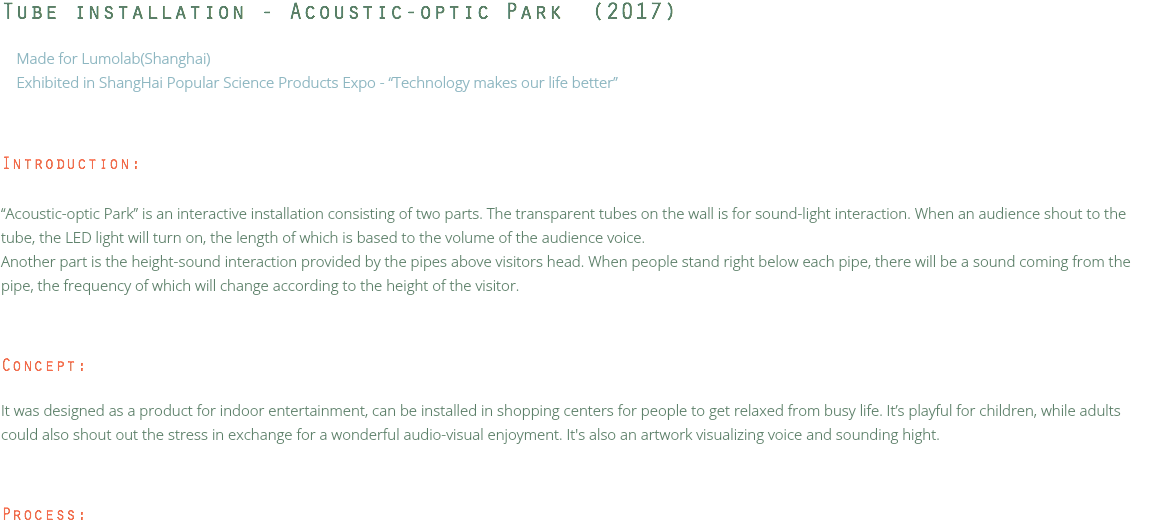 Tube installation - Acoustic-optic Park (2017)
Made for Lumolab(Shanghai)
Exhibited in ShangHai Popular Science Products Expo - “Technology makes our life better”
Introduction:
“Acoustic-optic Park” is an interactive installation consisting of two parts. The transparent tubes on the wall is for sound-light interaction. When an audience shout to the
tube, the LED light will turn on, the length of which is based to the volume of the audience voice.
Another part is the height-sound interaction provided by the pipes above visitors head. When people stand right below each pipe, there will be a sound coming from the
pipe, the frequency of which will change according to the height of the visitor.
Concept:
It was designed as a product for indoor entertainment, can be installed in shopping centers for people to get relaxed from busy life. It’s playful for children, while adults
could also shout out the stress in exchange for a wonderful audio-visual enjoyment. It's also an artwork visualizing voice and sounding hight.
Process: